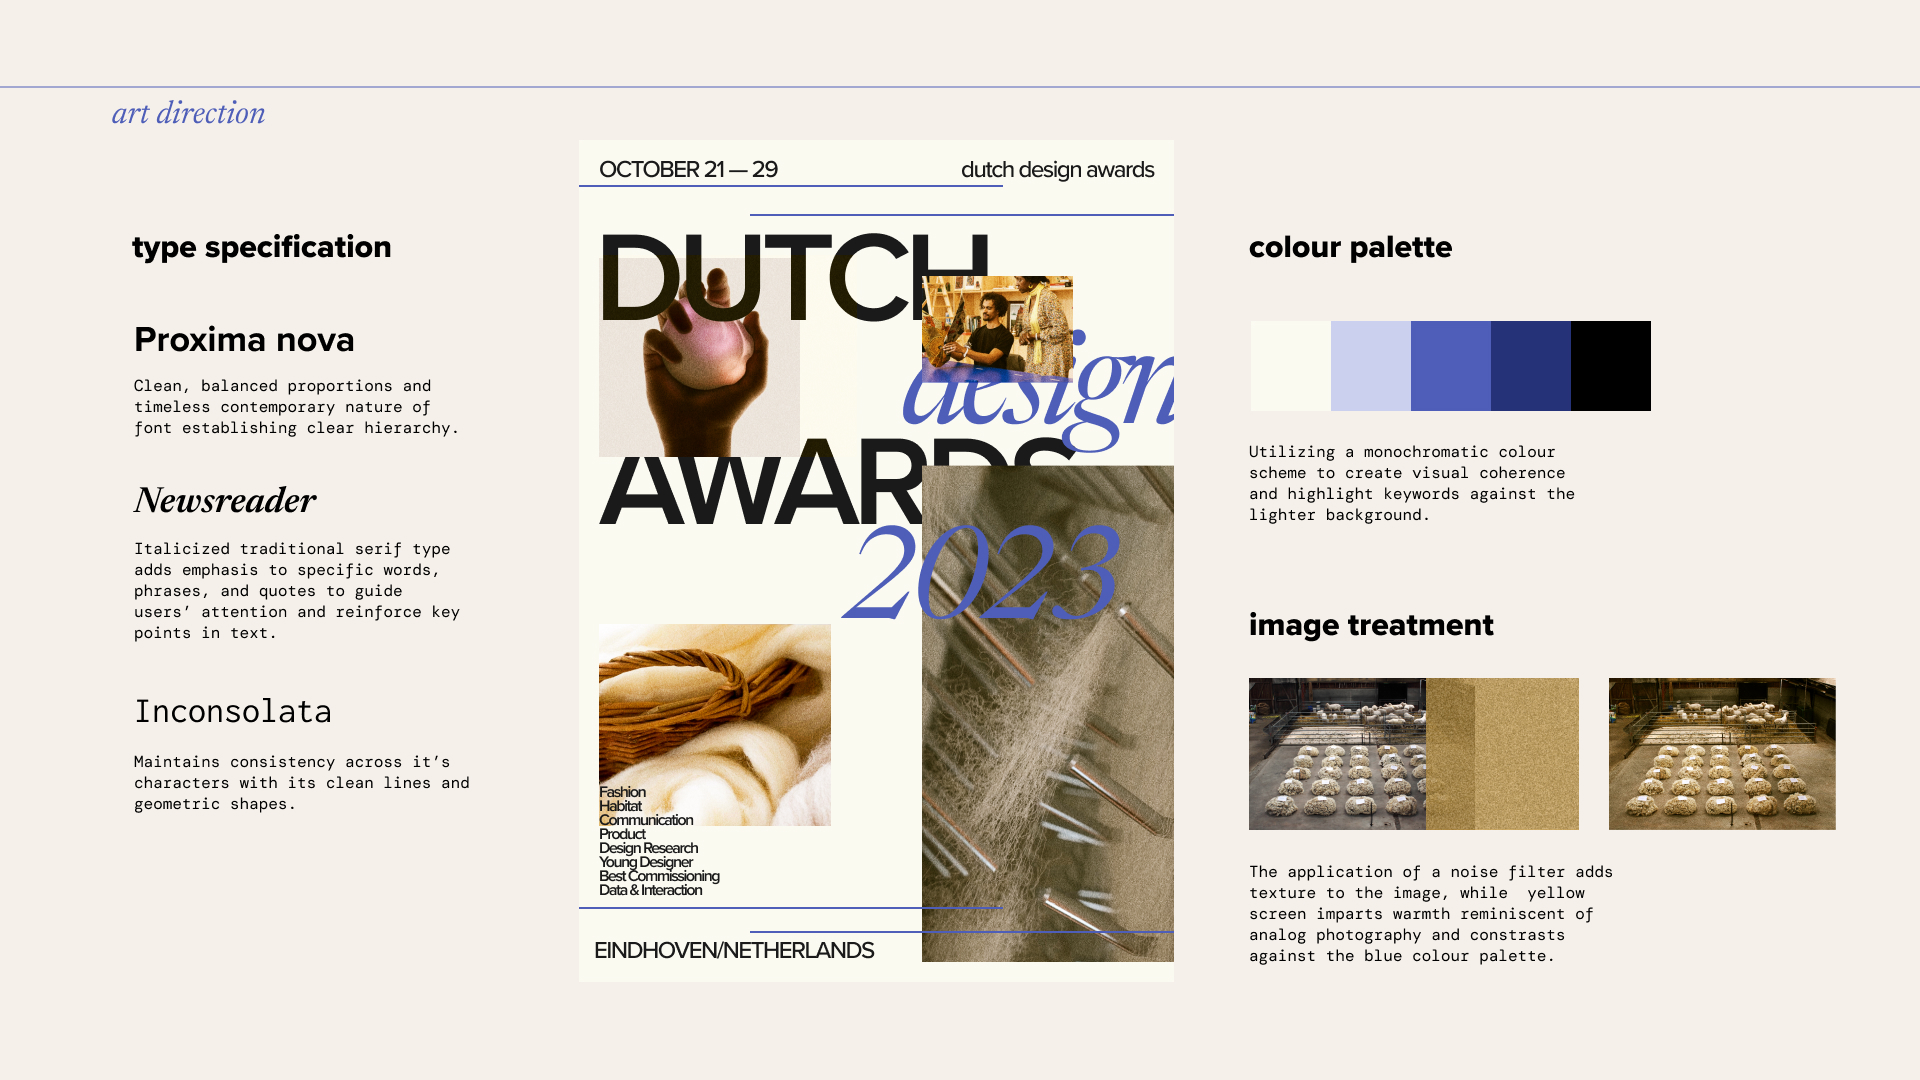 art direction
type specification
Proxima nova
Clean, balanced proportions and
timeless contemporary nature of
font establishing clear hierarchy.
Newsreader
Italicized traditional serif type
adds emphasis to specific words,
phrases, and quotes to guide
users’ attention and reinforce key
points in text.
Inconsolata
Maintains consistency across it’s
characters with its clean lines and
geometric shapes.
OCTOBER 21 — 29
dutch design awards
DUTCH
design
AWARDS
2023
Fashion
Habitat
Communication
Product
Design Research
Young Designer
Best Commissioning
Data & Interaction
EINDHOVEN/NETHERLANDS
colour palette
Utilizing a monochromatic colour
scheme to create visual coherence
and highlight keywords against the
lighter background.
image treatment
The application of a noise filter adds
texture to the image, while  yellow
screen imparts warmth reminiscent of
analog photography and constrasts
against the blue colour palette.